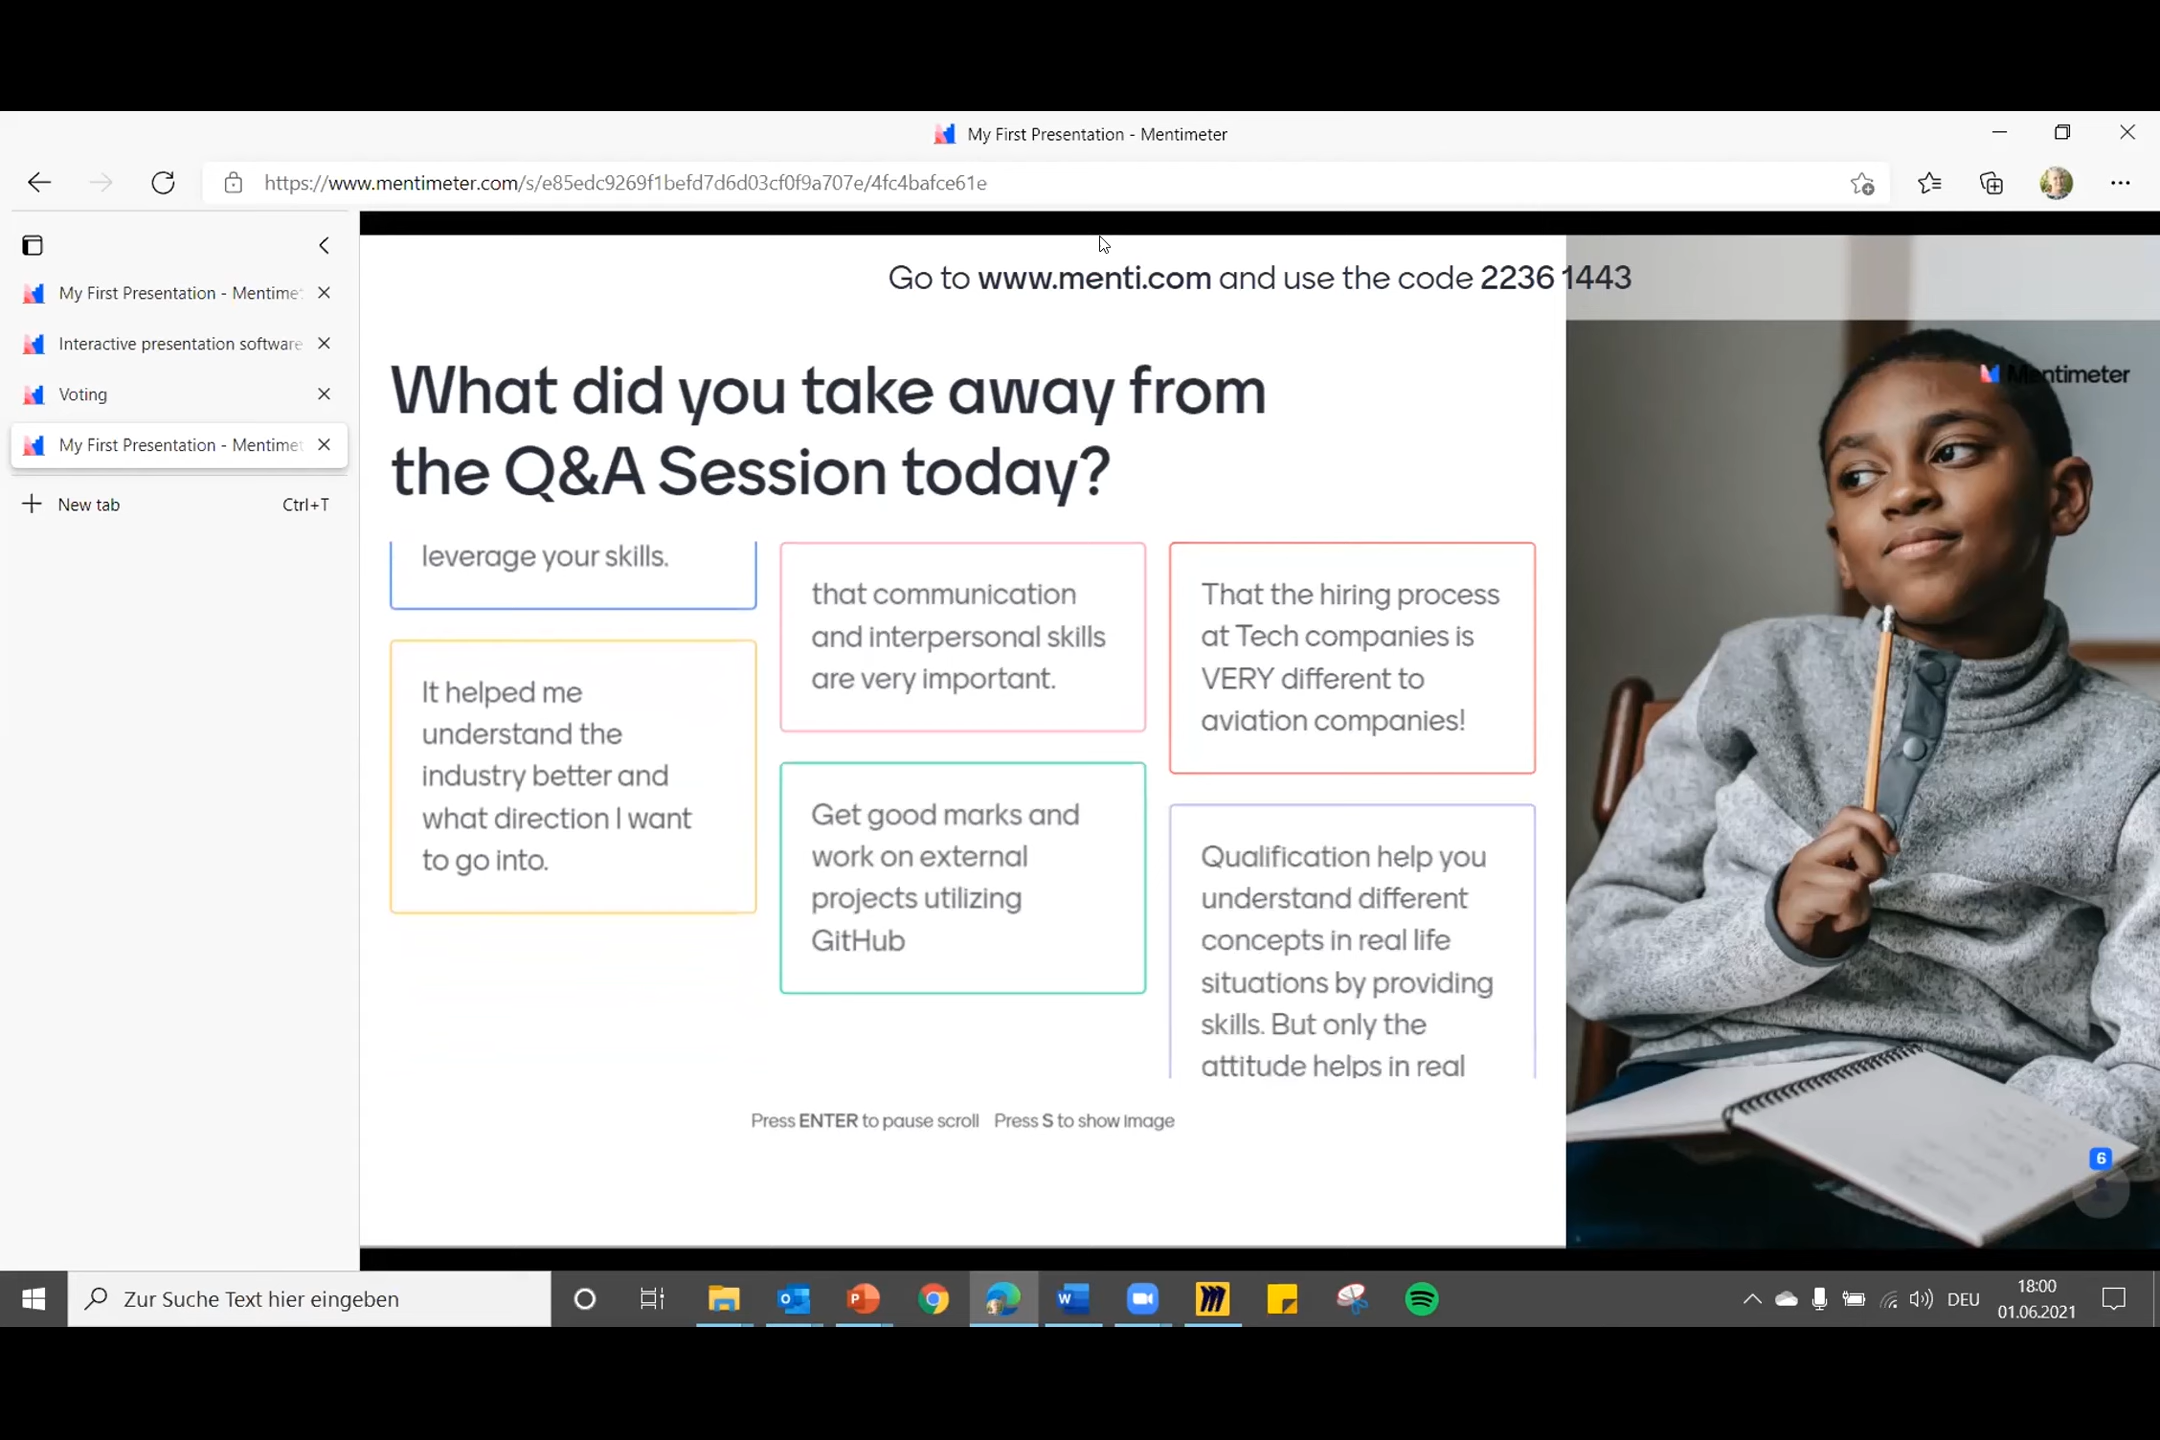 My First Presentation - Mentimeter
https://www.mentimeter.com/s/e85edc9269f1befd7d6d03cf0f9a707e/4fc4bafce61e
My First Presentation - Mentime
Interactive presentation software
Voting
My First Presentation - Mentimet
New tab Ctrl+T
Go to www.menti.com and use the code 2236 1443
Mentimeter
What did you take away from
the Q&A Session today?
leverage your skills.
It helped me
understand the
industry better and
what direction I want
to go into.
that communication
and interpersonal skills
are very important.
Get good marks and
work on external
projects utilizing
GitHub
That the hiring process
at Tech companies is
VERY different to
aviation companies!
Qualification help you
understand different
concepts in real life
situations by providing
skills. But only the
attitude helps in real
Press ENTER to pause scroll Press S to show image
6
Zur Suche Text hier eingeben
DEU
18:00
01.06.2021